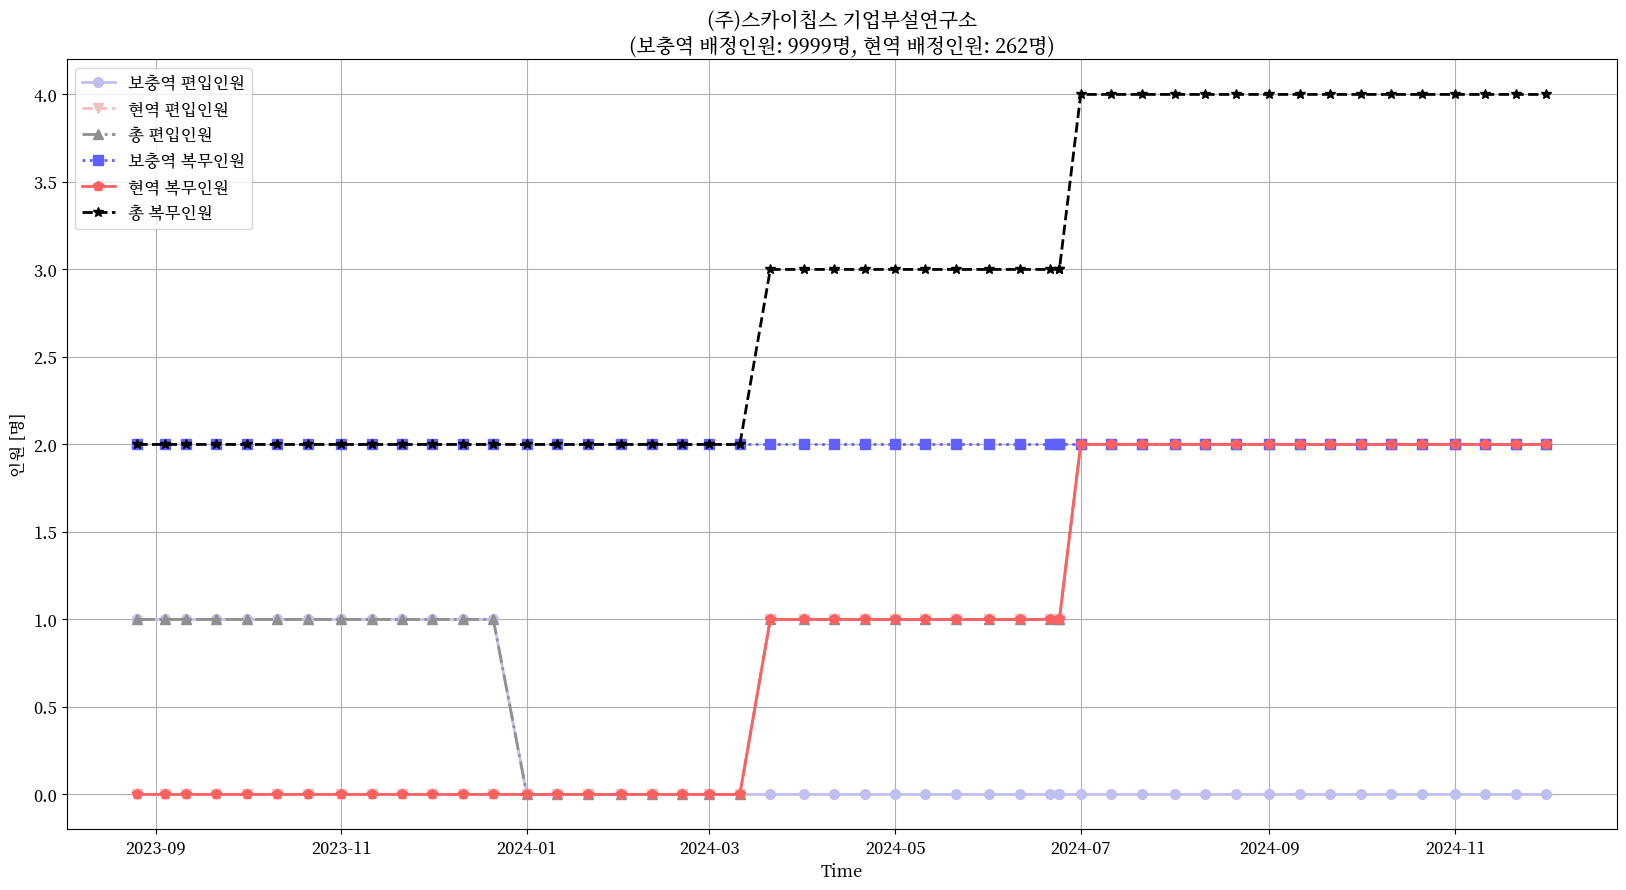 (주)스카이칩스 기업부설연구소
(보충역 배정인원: 9999명, 현역 배정인원: 262명)
보충역 편입인원
현역 편입인원
총 편입인원
보충역 복무인원
현역 복무인원
총 복무인원
4.0
3.5
3.0
2.5
2.0
1.5
1.0
0.5
0.0
인원 [명]
2023-09 2023-11 2024-01 2024-03 2024-05 2024-07 2024-09 2024-11
Time